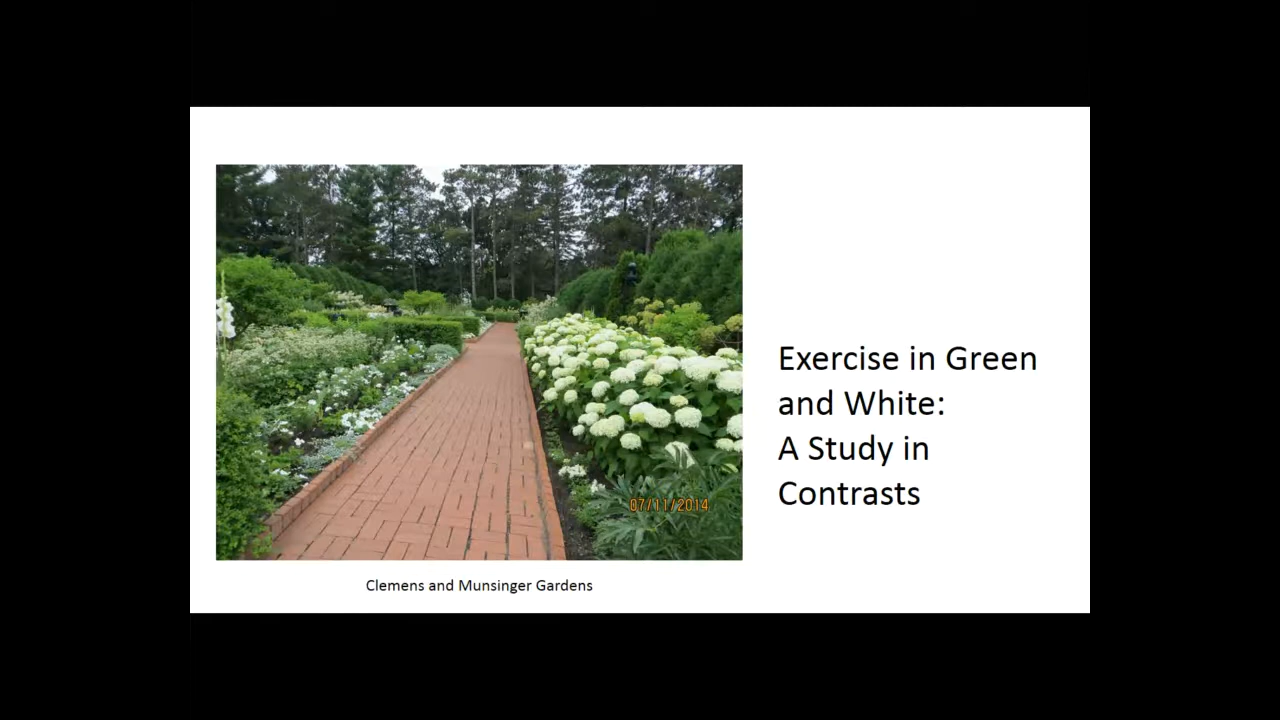 Exercise in Green
and White:
A Study in
Contrasts
07/11/2014
Clemens and Munsinger Gardens